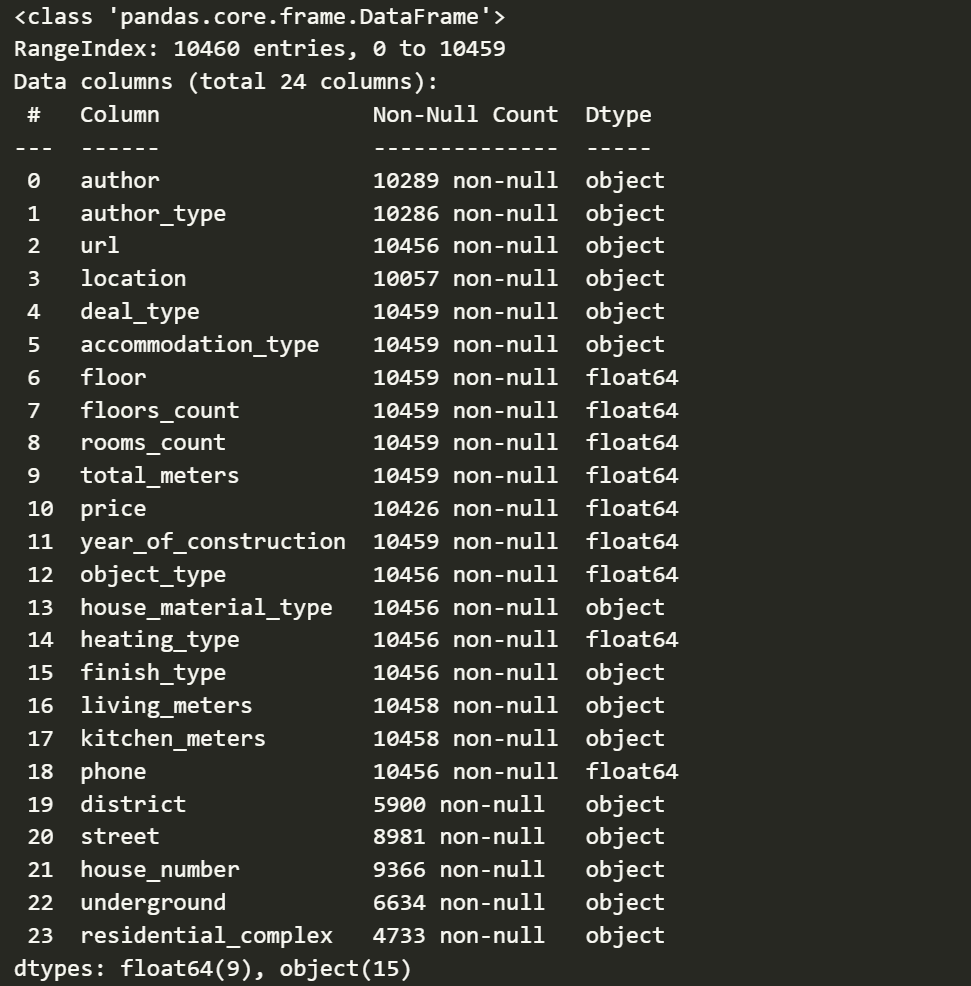 <class 'pandas.core.frame.DataFrame'>
RangeIndex: 10460 entries, 0 to 10459
Data columns (total 24 columns):
 #   Column                Non-Null Count  Dtype
---  ------                --------------  -----
 0   author                10289 non-null  object
 1   author_type           10286 non-null  object
 2   url                   10456 non-null  object
 3   location              10057 non-null  object
 4   deal_type             10459 non-null  object
 5   accommodation_type    10459 non-null  object
 6   floor                 10459 non-null  float64
 7   floors_count          10459 non-null  float64
 8   rooms_count           10459 non-null  float64
 9   total_meters          10459 non-null  float64
 10  price                 10426 non-null  float64
 11  year_of_construction  10459 non-null  float64
 12  object_type           10456 non-null  float64
 13  house_material_type   10456 non-null  object
 14  heating_type          10456 non-null  float64
 15  finish_type           10456 non-null  object
 16  living_meters         10458 non-null  object
 17  kitchen_meters        10458 non-null  object
 18  phone                 10456 non-null  float64
 19  district              5900 non-null   object
 20  street                8981 non-null   object
 21  house_number          9366 non-null   object
 22  underground           6634 non-null   object
 23  residential_complex   4733 non-null   object
dtypes: float64(9), object(15)